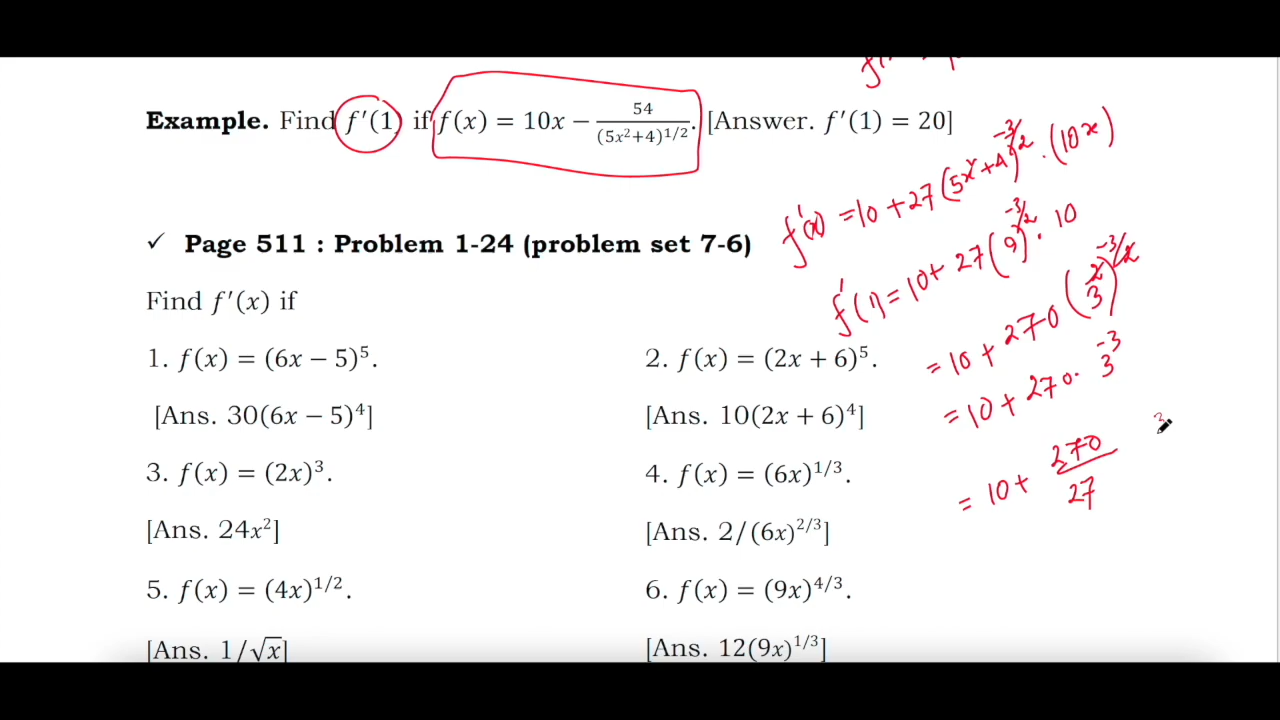 Example. Find f′(1) if f(x) = 10x − 54/(5x²+4)^{1/2}. [Answer. f′(1) = 20]
f'(x) = 10 + 27(5x²+4)^{-3/2} · (10x)
✓ Page 511 : Problem 1-24 (problem set 7-6)
f'(1) = 10 + 27(9)^{-3/2} · 10
Find f′(x) if
= 10 + 270(3²)^{-3/2}
1. f(x) = (6x − 5)⁵.
2. f(x) = (2x + 6)⁵.
= 10 + 270 · 3^{-3}
[Ans. 30(6x − 5)⁴]
[Ans. 10(2x + 6)⁴]
3. f(x) = (2x)³.
4. f(x) = (6x)^{1/3}.
= 10 + 270/27
[Ans. 24x²]
[Ans. 2/(6x)^{2/3}]
5. f(x) = (4x)^{1/2}.
6. f(x) = (9x)^{4/3}.
[Ans. 1/√x]
[Ans. 12(9x)^{1/3}]